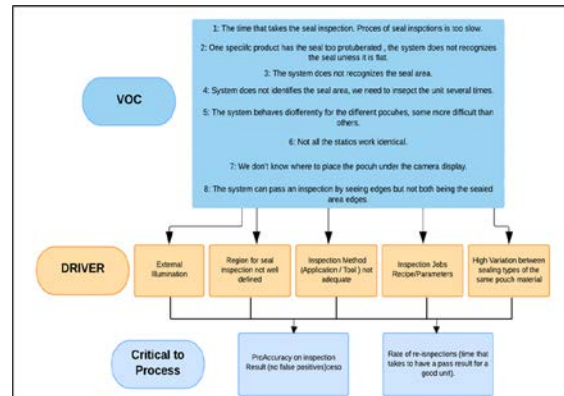 1: The time that takes the seal inspection. Proces of seal inspctions is too slow.
2: One speciilc product has the seal too protuberated , the system does not recognizes
the seal unless it is flat.
3: The system does not recognizes the seal area.
4: System does not identifies the seal area, we need to insepct the unit several times.
VOC
5: The system behaves diofferently for the different pocuhes, some more difficult than
others.
6: Not all the statios work identical.
7: We don't know where to place the pocuh under the camera display.
8: The system can pass an inspection by seeing edges but not both being the sealed
area edges
DRIVER
External
Illumination
Region for seal
inspection not well
defined
Inspection Method
(Application / Tool ) not
adequate
Inspection Jobs
Recipe/Parameters
High Variation between
sealing types of the
same pouch material
Critical to
Process
ProAccuracy on inspection
Result (no false positives)ceso
Rate of re-isnpections (time that
takes to have a pass result for a
good unit).